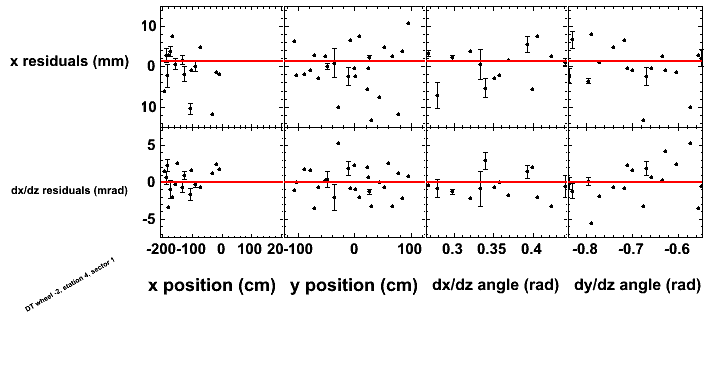 10
x residuals (mm)
0
10
5
dx/dz residuals (mrad)
0
-5
-200-100 0 100 20-100 0 100 0.3 0.35 0.4 -0.8 -0.7 -0.6
x position (cm) y position (cm) dx/dz angle (rad) dy/dz angle (rad)
DT wheel -2, station 4, sector 1